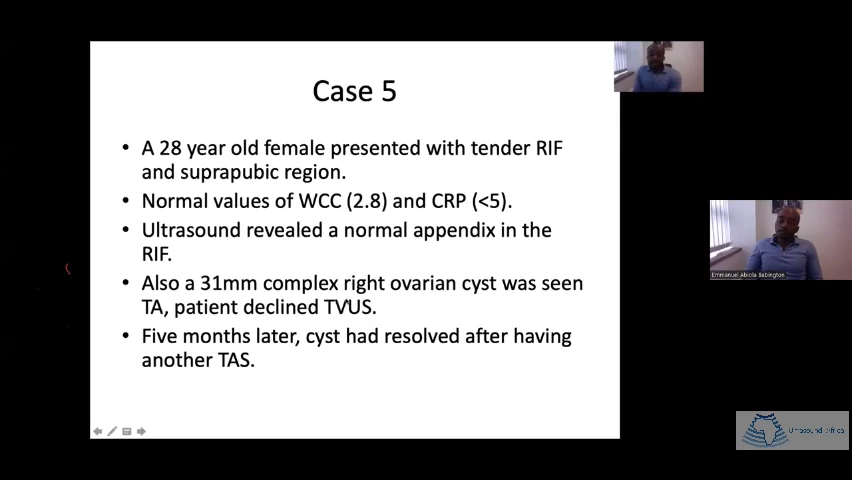 Case 5
• A 28 year old female presented with tender RIF
and suprapubic region.
• Normal values of WCC (2.8) and CRP (<5).
• Ultrasound revealed a normal appendix in the
RIF.
• Also a 31mm complex right ovarian cyst was seen
TA, patient declined TVUS.
• Five months later, cyst had resolved after having
another TAS.
Emmanuel Abiola Babington
Ultrasound Africa